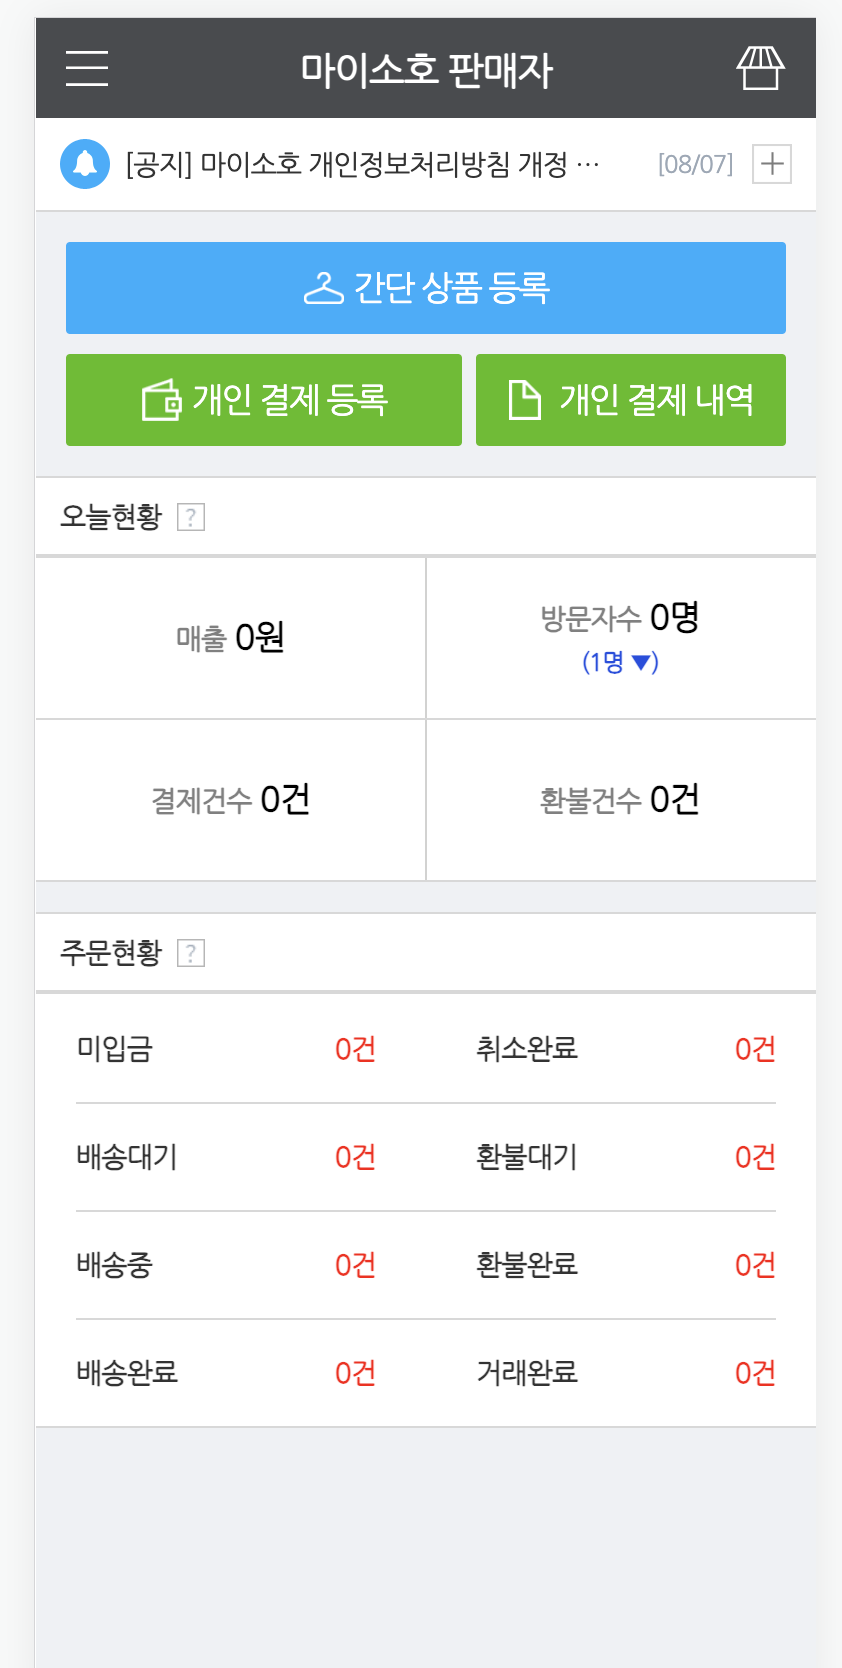 마이소호 판매자
[공지] 마이소호 개인정보처리방침 개정 ··· [08/07]
간단 상품 등록
개인 결제 등록 개인 결제 내역
오늘현황 ?
매출 0원 방문자수 0명
(1명 ▼)
결제건수 0건 환불건수 0건
주문현황 ?
미입금 0건 취소완료 0건
배송대기 0건 환불대기 0건
배송중 0건 환불완료 0건
배송완료 0건 거래완료 0건